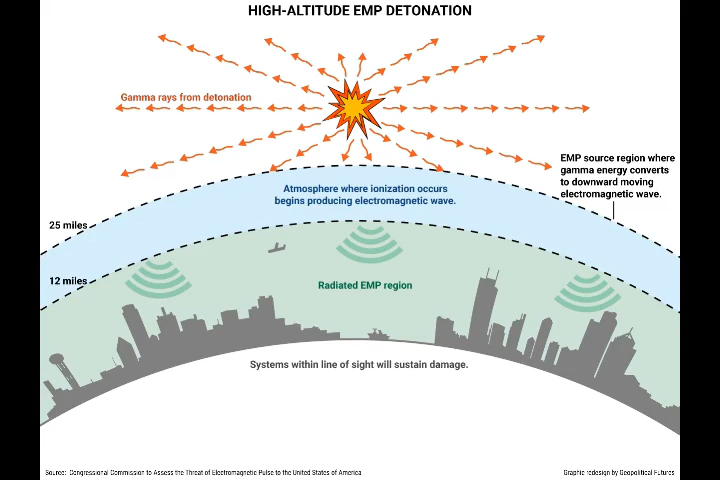 HIGH-ALTITUDE EMP DETONATION
Gamma rays from detonation
EMP source region where
gamma energy converts
to downward moving
electromagnetic wave.
Atmosphere where ionization occurs
begins producing electromagnetic wave.
25 miles
12 miles
Radiated EMP region
Systems within line of sight will sustain damage.
Source: Congressional Commission to Assess the Threat of Electromagnetic Pulse to the United States of America
Graphic redesign by Geopolitical Futures